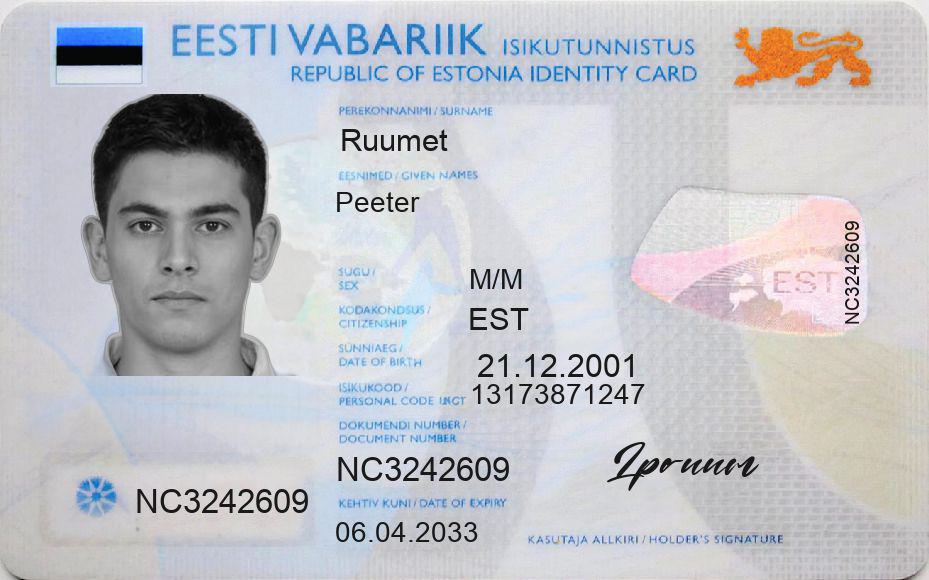 EESTI VABARIIK ISIKUTUNNISTUS
REPUBLIC OF ESTONIA IDENTITY CARD
PEREKONNANIMI / SURNAME
Ruumet
EESNIMED / GIVEN NAMES
Peeter
SUGU /
SEX
M/M
KODAKONDSUS /
CITIZENSHIP
EST
SÜNNIAEG /
DATE OF BIRTH
21.12.2001
ISIKUKOOD /
PERSONAL CODE
13173871247
DOKUMENDI NUMBER /
DOCUMENT NUMBER
NC3242609
KEHTIV KUNI / DATE OF EXPIRY
06.04.2033
NC3242609
EST
NC3242609
KASUTAJA ALLKIRI / HOLDER'S SIGNATURE